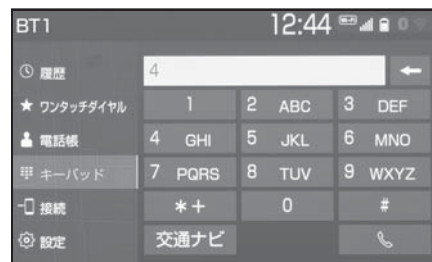 BT1 12:44 Wi-Fi
履歴 4
ワンタッチダイヤル 1 2 ABC 3 DEF
電話帳 4 GHI 5 JKL 6 MNO
キーパッド 7 PQRS 8 TUV 9 WXYZ
接続 *+ 0 #
設定 交通ナビ